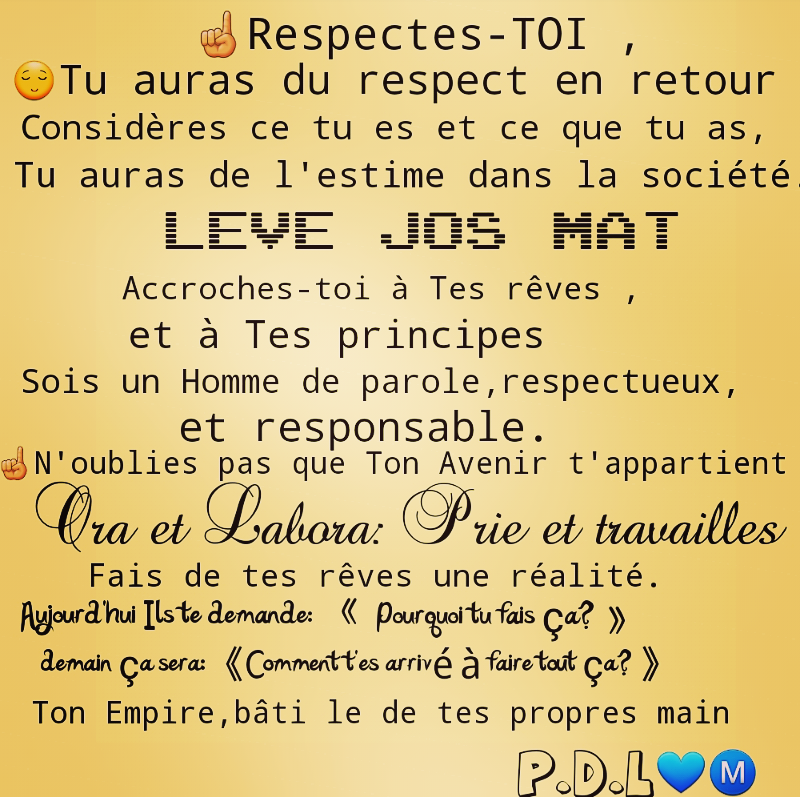 ☝Respectes-TOI ,
😌Tu auras du respect en retour
Considères ce tu es et ce que tu as,
Tu auras de l'estime dans la société.
LEVE JOS MAT
Accroches-toi à Tes rêves ,
et à Tes principes
Sois un Homme de parole,respectueux,
et responsable.
☝N'oublies pas que Ton Avenir t'appartient
Ora et Labora: Prie et travailles
Fais de tes rêves une réalité.
Aujourd'hui Ils te demande: 《 Pourquoi tu fais ça? 》
demain ça sera: 《Comment t'es arrivé à faire tout ça? 》
Ton Empire,bâti le de tes propres main
P.D.L💙Ⓜ